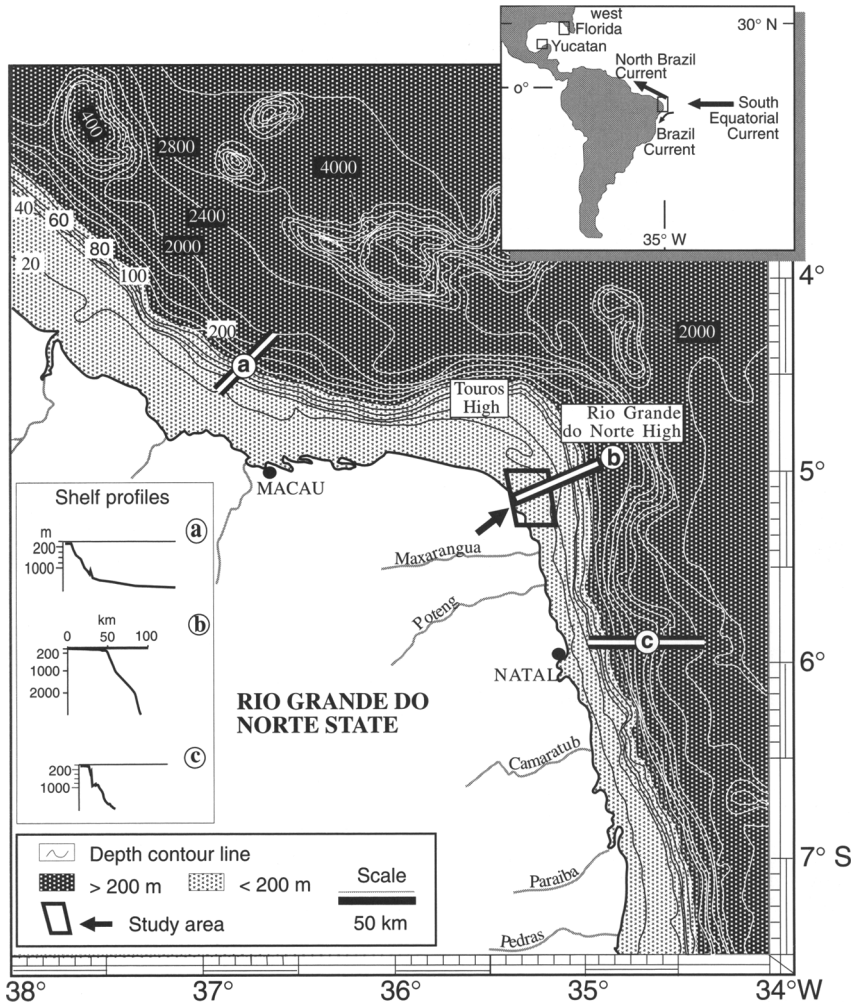 west
Florida
Yucatan
30° N
North Brazil
Current
o°
South
Equatorial
Current
Brazil
Current
35° W
400
2800
4000
2400
2000
40
60
80
20
100
200
2000
4°
a
Touros
High
Rio Grande
do Norte High
b
5°
MACAU
Shelf profiles
a
m
200
1000
Maxarangua
Poteng
km
b
0 50 100
200
1000
2000
c
6°
NATAL
RIO GRANDE DO
NORTE STATE
c
200
1000
Camaratub
Depth contour line
> 200 m
< 200 m
Scale
50 km
Study area
Paraiba
7° S
Pedras
38°
37°
36°
35°
34°W